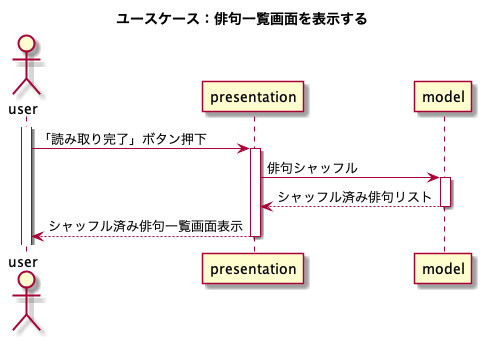 ユースケース：俳句一覧画面を表示する
user
presentation
model
「読み取り完了」ボタン押下
俳句シャッフル
シャッフル済み俳句リスト
シャッフル済み俳句一覧画面表示
user
presentation
model